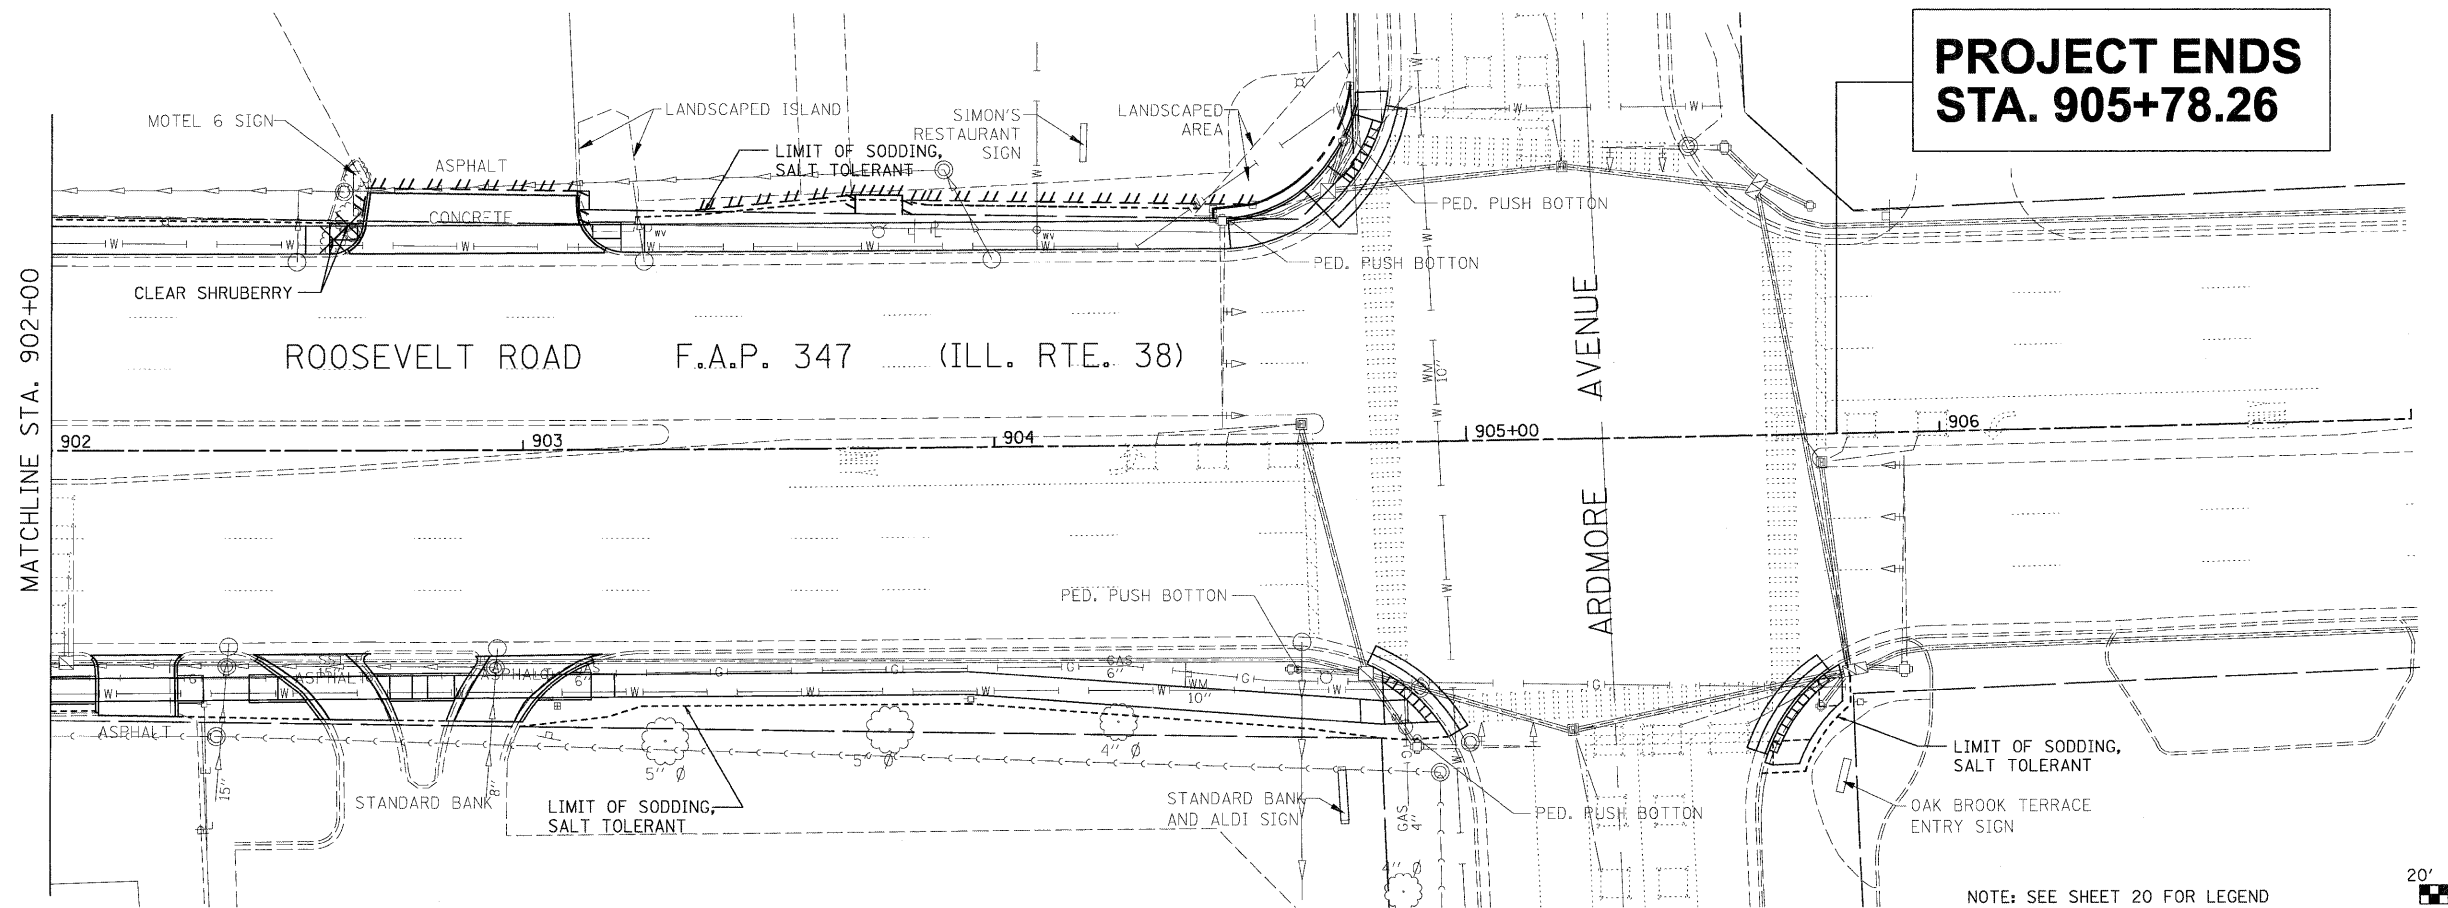 PROJECT ENDS
STA. 905+78.26
MOTEL 6 SIGN
ASPHALT
LANDSCAPED ISLAND
LIMIT OF SODDING,
SALT TOLERANT
SIMON'S
RESTAURANT
SIGN
LANDSCAPED
AREA
PED. PUSH BOTTON
CONCRETE
PED. PUSH BOTTON
CLEAR SHRUBERRY
MATCHLINE STA. 902+00
ROOSEVELT ROAD F.A.P. 347 (ILL. RTE. 38)
ARDMORE AVENUE
WM
10"
902
903
904
905+00
906
PED. PUSH BOTTON
GAS
6"
WM
10"
ASPHALT
ASPHALT
15"
8"
STANDARD BANK
LIMIT OF SODDING,
SALT TOLERANT
5" Ø
5" Ø
4" Ø
STANDARD BANK
AND ALDI SIGN
GAS
4"
4" Ø
PED. PUSH BOTTON
LIMIT OF SODDING,
SALT TOLERANT
OAK BROOK TERRACE
ENTRY SIGN
NOTE: SEE SHEET 20 FOR LEGEND
20'